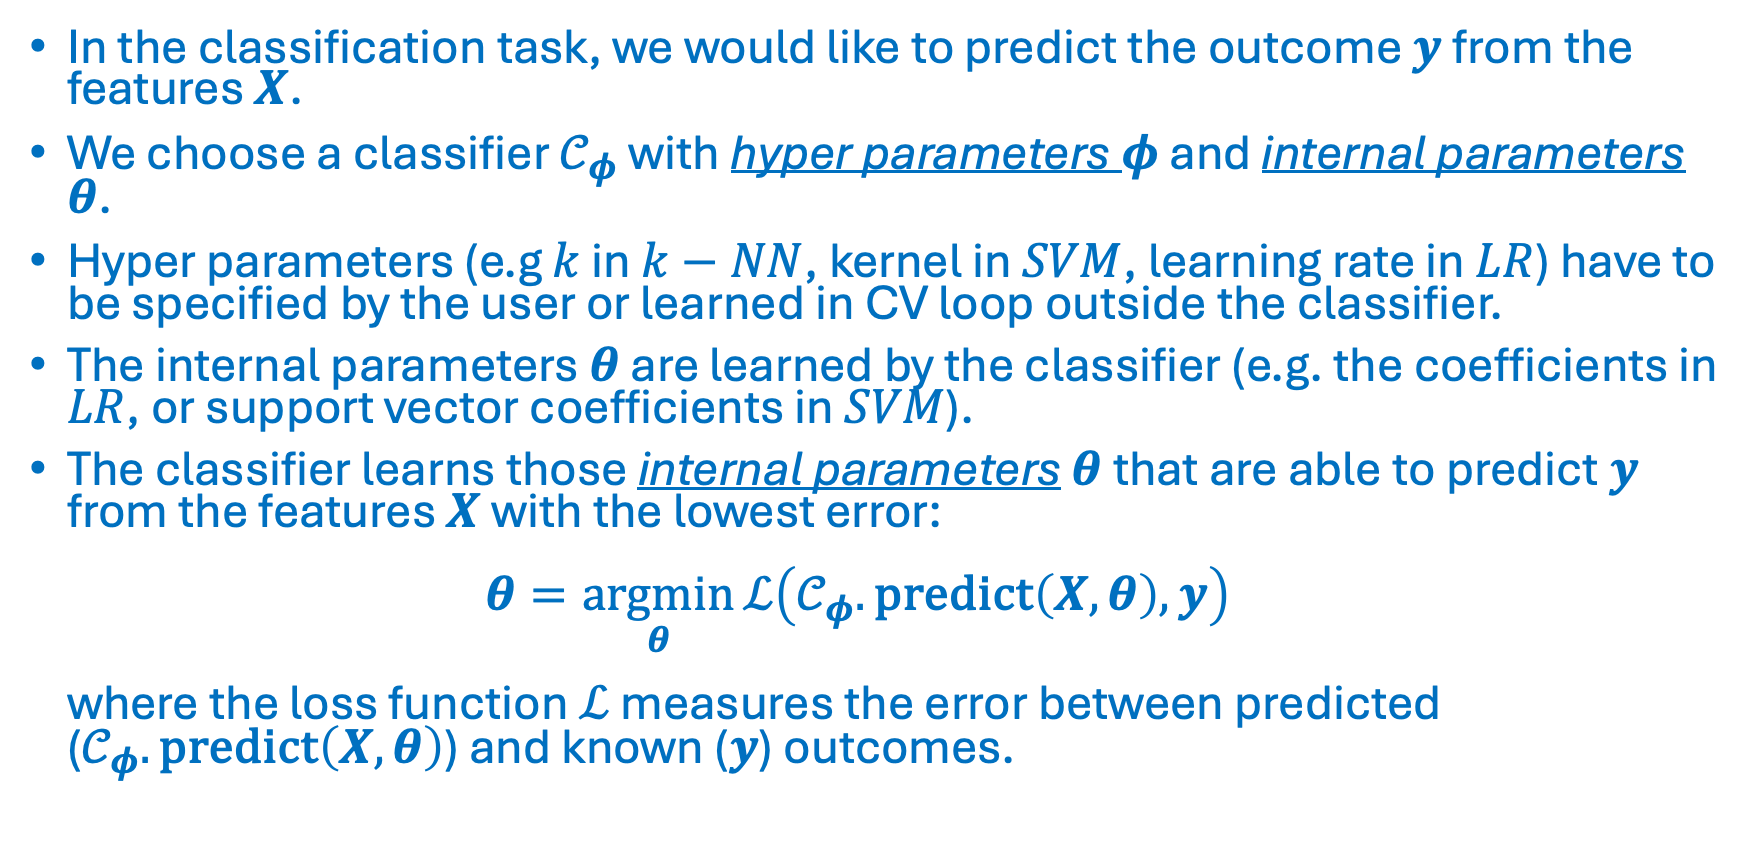 • In the classification task, we would like to predict the outcome 𝒚 from the
features 𝑿.
• We choose a classifier 𝒞𝝓 with hyper parameters 𝝓 and internal parameters
𝜽.
• Hyper parameters (e.g 𝑘 in 𝑘 − 𝑁𝑁, kernel in 𝑆𝑉𝑀, learning rate in 𝐿𝑅) have to
be specified by the user or learned in CV loop outside the classifier.
• The internal parameters 𝜽 are learned by the classifier (e.g. the coefficients in
𝐿𝑅, or support vector coefficients in 𝑆𝑉𝑀).
• The classifier learns those internal parameters 𝜽 that are able to predict 𝒚
from the features 𝑿 with the lowest error:
𝜽 = argmin ℒ(𝒞𝝓. predict(𝑿, 𝜽), 𝒚)
𝜽
where the loss function ℒ measures the error between predicted
(𝒞𝝓. predict(𝑿, 𝜽)) and known (𝒚) outcomes.